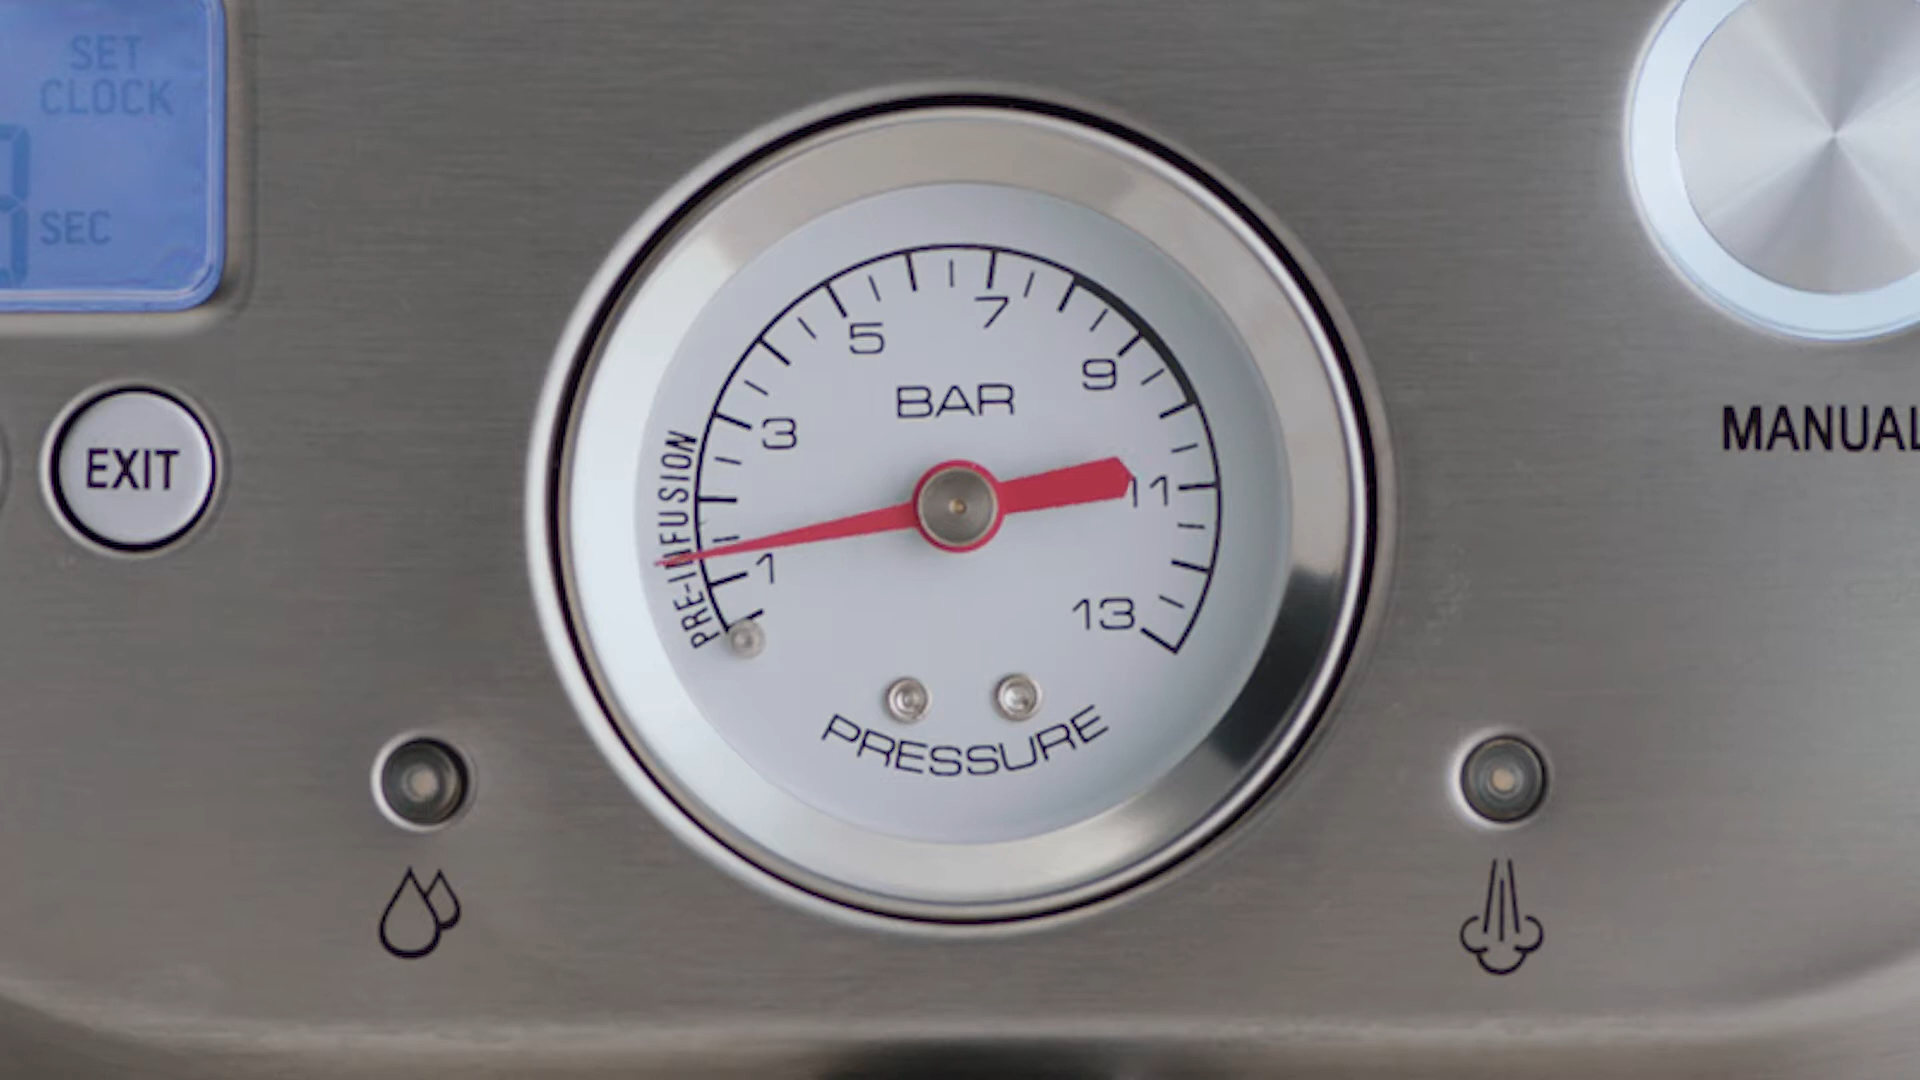 SET
CLOCK
SEC
EXIT
MANUAL
BAR
1
3
5
7
9
11
13
PRE-INFUSION
PRESSURE